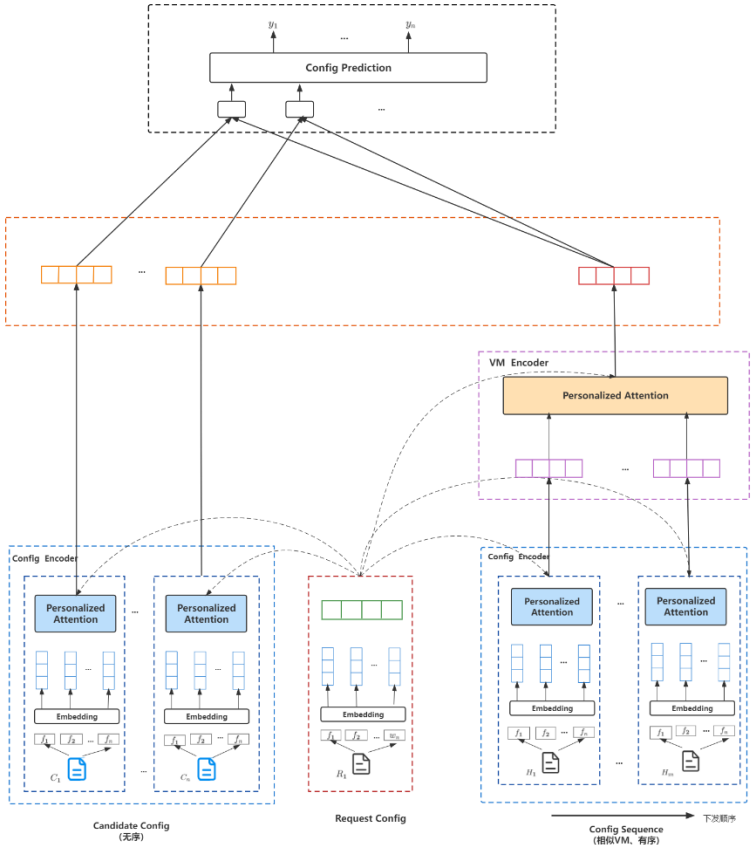 y₁ ... yₙ
Config Prediction
...
...
VM Encoder
Personalized Attention
...
Config Encoder
Personalized
Attention
...
Personalized
Attention
Config Encoder
Personalized
Attention
...
Personalized
Attention
... ... ... ... ...
Embedding Embedding Embedding Embedding Embedding
f₁ f₂ ... fₙ f₁ f₂ ... fₙ f₁ f₂ ... wₙ f₁ f₂ ... fₙ f₁ f₂ ... fₙ
C₁ ... Cₙ R₁ H₁ ... Hₘ
Candidate Config
(无序)
Request Config
下发顺序
Config Sequence
(相似VM、有序)